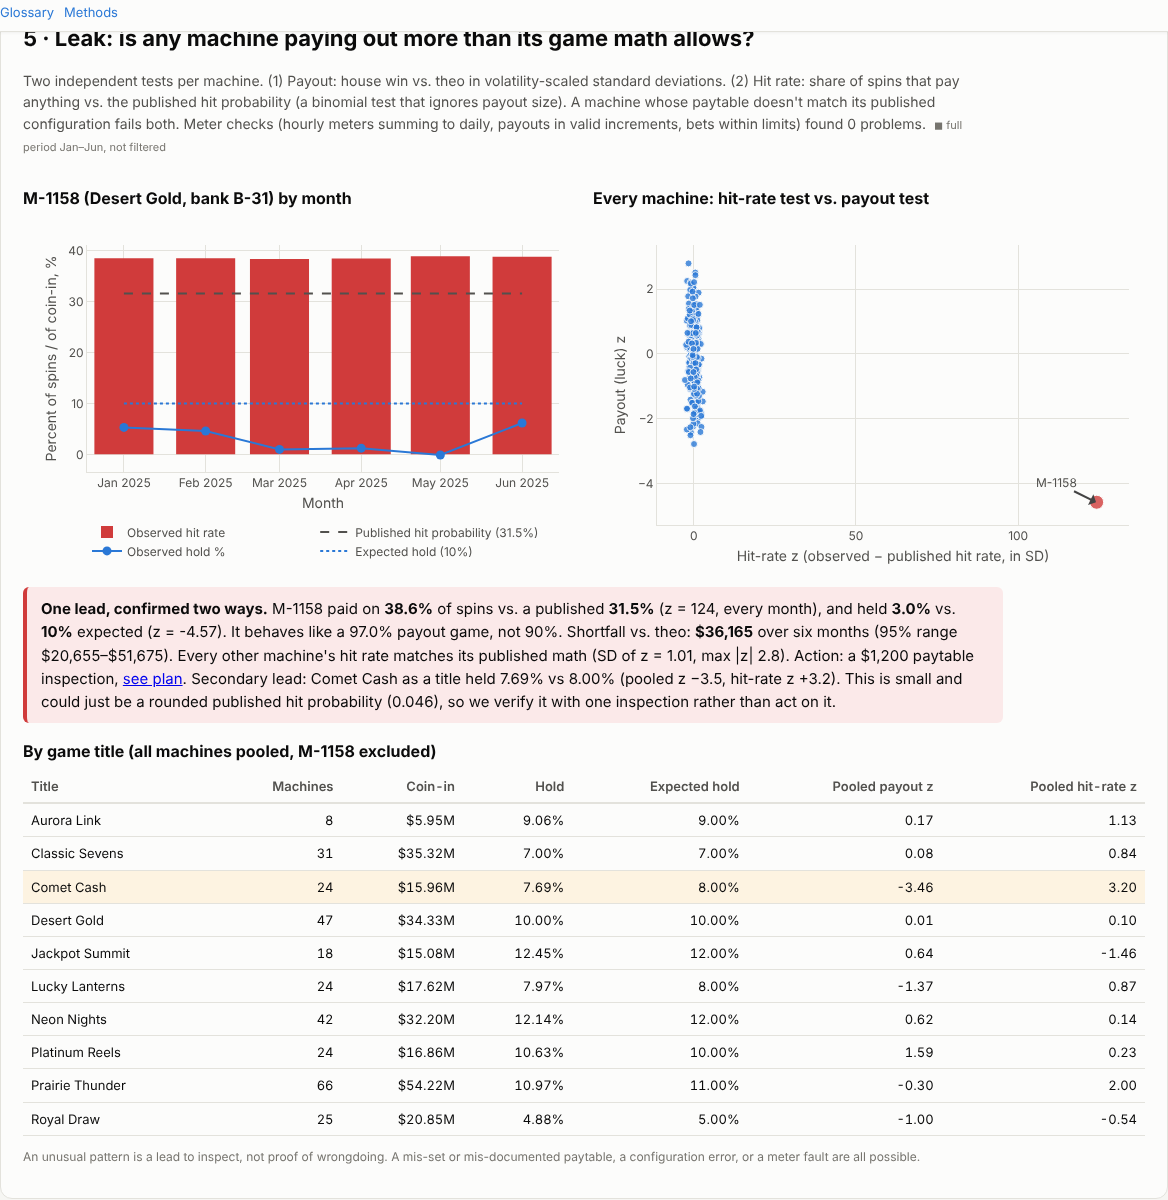 Glossary Methods
5 · Leak: is any machine paying out more than its game math allows?
Two independent tests per machine. (1) Payout: house win vs. theo in volatility-scaled standard deviations. (2) Hit rate: share of spins that pay
anything vs. the published hit probability (a binomial test that ignores payout size). A machine whose paytable doesn't match its published
configuration fails both. Meter checks (hourly meters summing to daily, payouts in valid increments, bets within limits) found 0 problems. ■ full
period Jan–Jun, not filtered
M-1158 (Desert Gold, bank B-31) by month
Percent of spins / of coin-in, %
40
30
20
10
0
Jan 2025 Feb 2025 Mar 2025 Apr 2025 May 2025 Jun 2025
Month
Observed hit rate
Published hit probability (31.5%)
Observed hold %
Expected hold (10%)
Every machine: hit-rate test vs. payout test
Payout (luck) z
2
0
−2
−4
M-1158
0 50 100
Hit-rate z (observed − published hit rate, in SD)
One lead, confirmed two ways. M-1158 paid on 38.6% of spins vs. a published 31.5% (z = 124, every month), and held 3.0% vs.
10% expected (z = -4.57). It behaves like a 97.0% payout game, not 90%. Shortfall vs. theo: $36,165 over six months (95% range
$20,655–$51,675). Every other machine's hit rate matches its published math (SD of z = 1.01, max |z| 2.8). Action: a $1,200 paytable
inspection, see plan. Secondary lead: Comet Cash as a title held 7.69% vs 8.00% (pooled z −3.5, hit-rate z +3.2). This is small and
could just be a rounded published hit probability (0.046), so we verify it with one inspection rather than act on it.
By game title (all machines pooled, M-1158 excluded)
Title Machines Coin-in Hold Expected hold Pooled payout z Pooled hit-rate z
Aurora Link 8 $5.95M 9.06% 9.00% 0.17 1.13
Classic Sevens 31 $35.32M 7.00% 7.00% 0.08 0.84
Comet Cash 24 $15.96M 7.69% 8.00% -3.46 3.20
Desert Gold 47 $34.33M 10.00% 10.00% 0.01 0.10
Jackpot Summit 18 $15.08M 12.45% 12.00% 0.64 -1.46
Lucky Lanterns 24 $17.62M 7.97% 8.00% -1.37 0.87
Neon Nights 42 $32.20M 12.14% 12.00% 0.62 0.14
Platinum Reels 24 $16.86M 10.63% 10.00% 1.59 0.23
Prairie Thunder 66 $54.22M 10.97% 11.00% -0.30 2.00
Royal Draw 25 $20.85M 4.88% 5.00% -1.00 -0.54
An unusual pattern is a lead to inspect, not proof of wrongdoing. A mis-set or mis-documented paytable, a configuration error, or a meter fault are all possible.